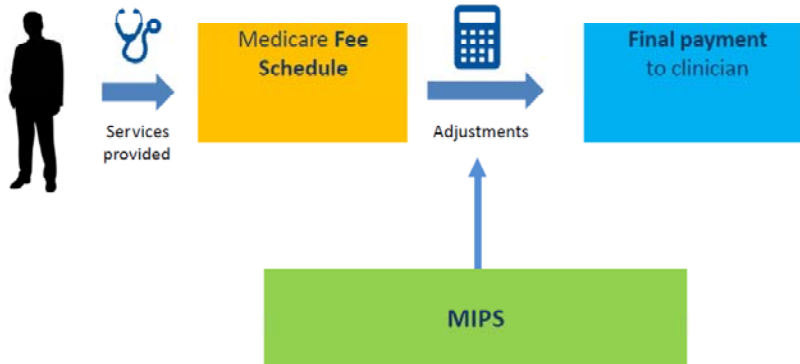 Medicare Fee
Schedule
Final payment
to clinician
Services
provided
Adjustments
MIPS